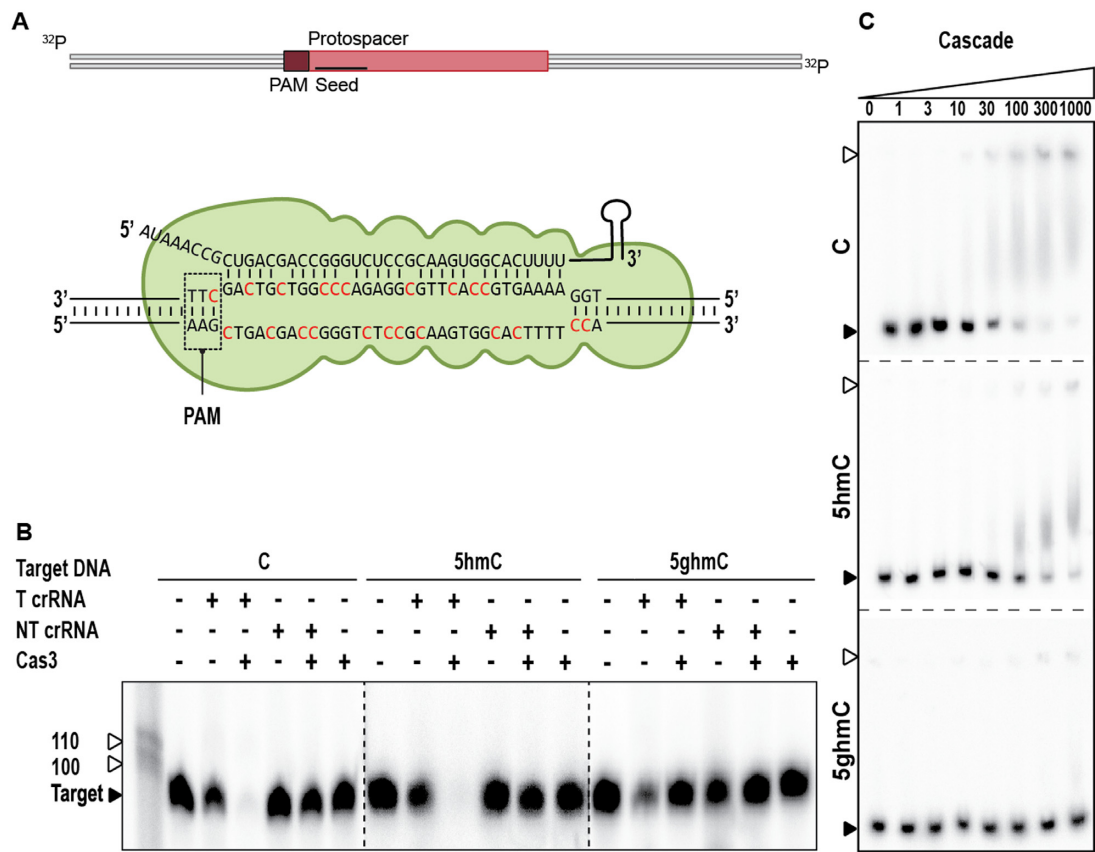 A
32P
Protospacer
PAM Seed
32P
5' AUAAACCG CUGACGACCGGGUCUCCGCAAGUGGCACUUUU 3'
3' TTC GACTGCTGGCCCAGAGGCGTTCACCGTGAAAA GGT 5'
5' AAG CTGACGACCGGGTCTCCGCAAGTGGCACTTTT CCA 3'
PAM
B
Target DNA C 5hmC 5ghmC
T crRNA - + + - - - - + + - - - - + + - - -
NT crRNA - - - + + - - - - + + - - - - + + -
Cas3 - - + - + + - - + - + + - - + - + +
110
100
Target
C
Cascade
0 1 3 10 30 100 300 1000
C
5hmC
5ghmC